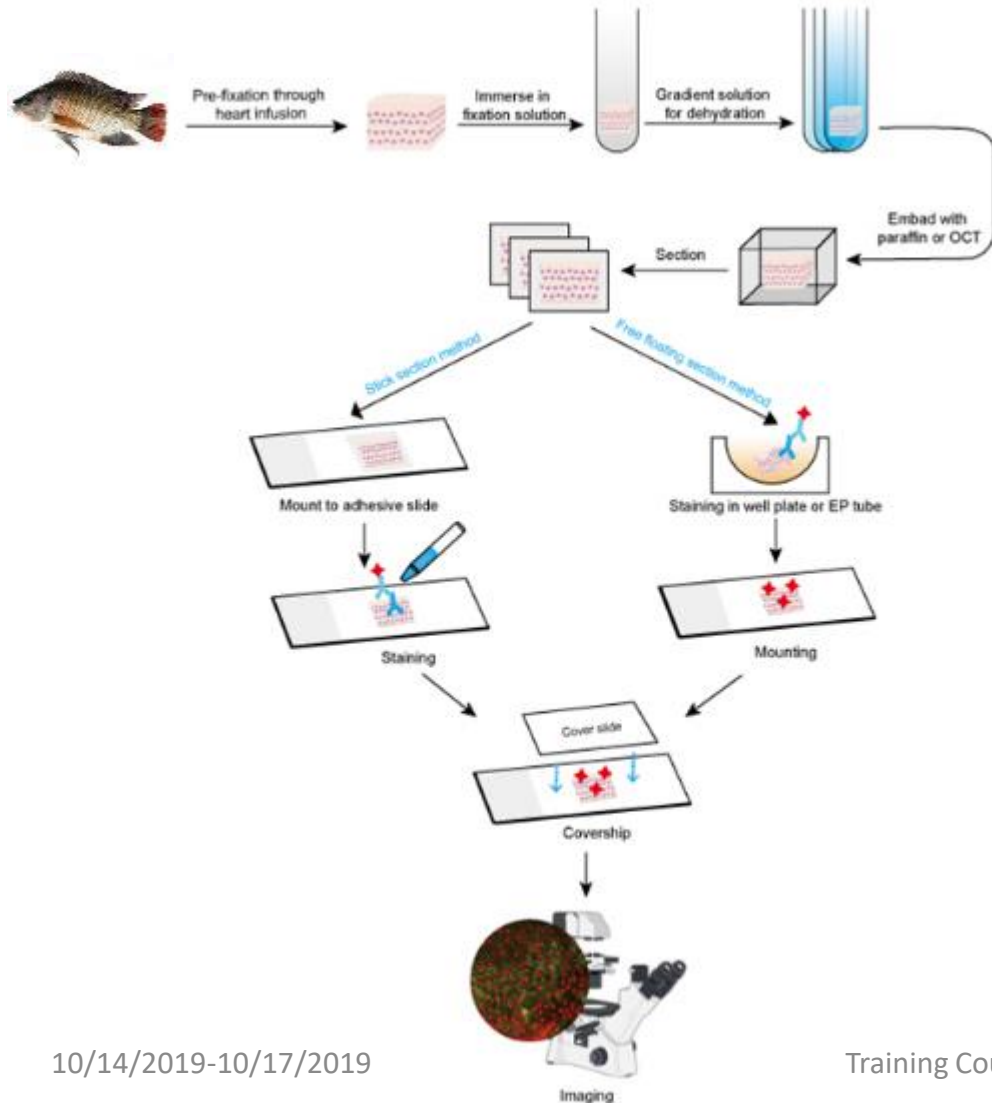 Pre-fixation through
heart infusion
Immerse in
fixation solution
Gradient solution
for dehydration
Embad with
paraffin or OCT
Section
Stick section method
Free floating section method
Mount to adhesive slide
Staining in well plate or EP tube
Staining
Mounting
Cover slide
Covership
Imaging
10/14/2019-10/17/2019
Training Cou